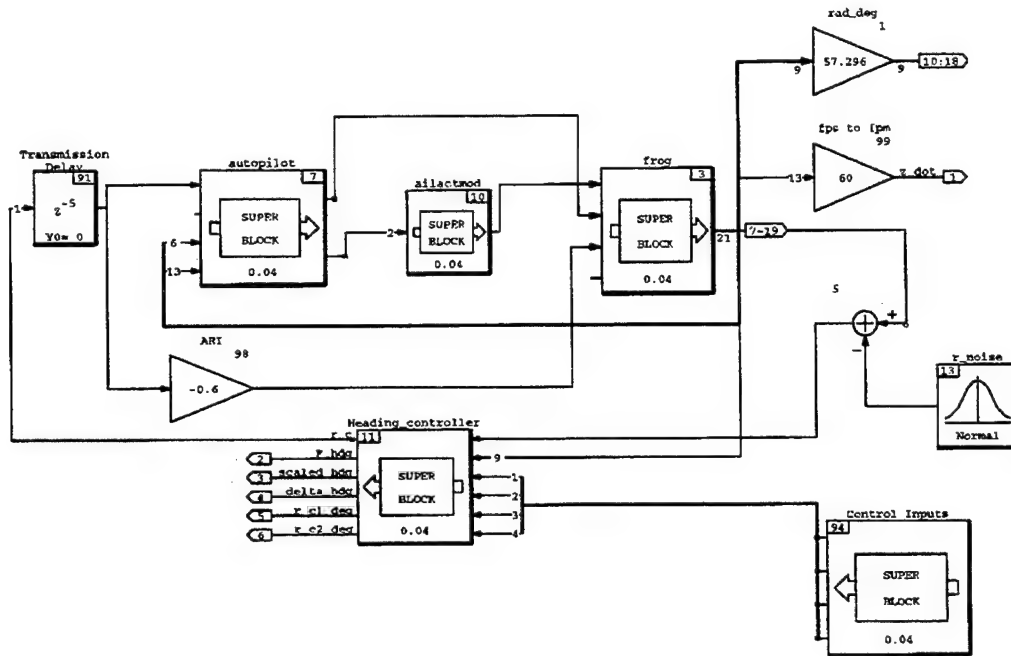 rad_deg
1
9
57.296
9
10:18
fps to fpm
99
13
60
z_dot
1
Transmission
Delay
91
1
z^-5
Y0= 0
autopilot
7
SUPER
BLOCK
6
13
0.04
ailactmod
10
2
SUPER
BLOCK
0.04
frog
3
SUPER
BLOCK
0.04
21
7-19
ARI
98
-0.6
5
+
6
−
r_noise
13
Normal
Heading_controller
r_c
11
r_hdg
2
scaled_hdg
3
delta_hdg
4
r_c1_deg
5
r_c2_deg
6
SUPER
BLOCK
0.04
9
1
2
3
4
Control Inputs
94
SUPER
BLOCK
0.04